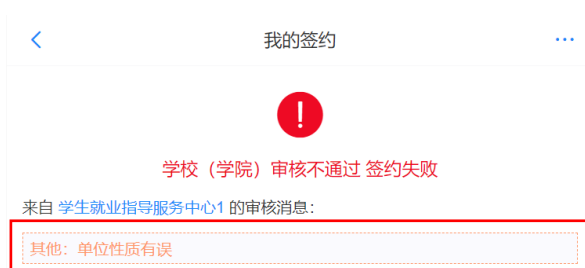 我的签约
学校（学院）审核不通过 签约失败
来自 学生就业指导服务中心1 的审核消息：
其他：单位性质有误